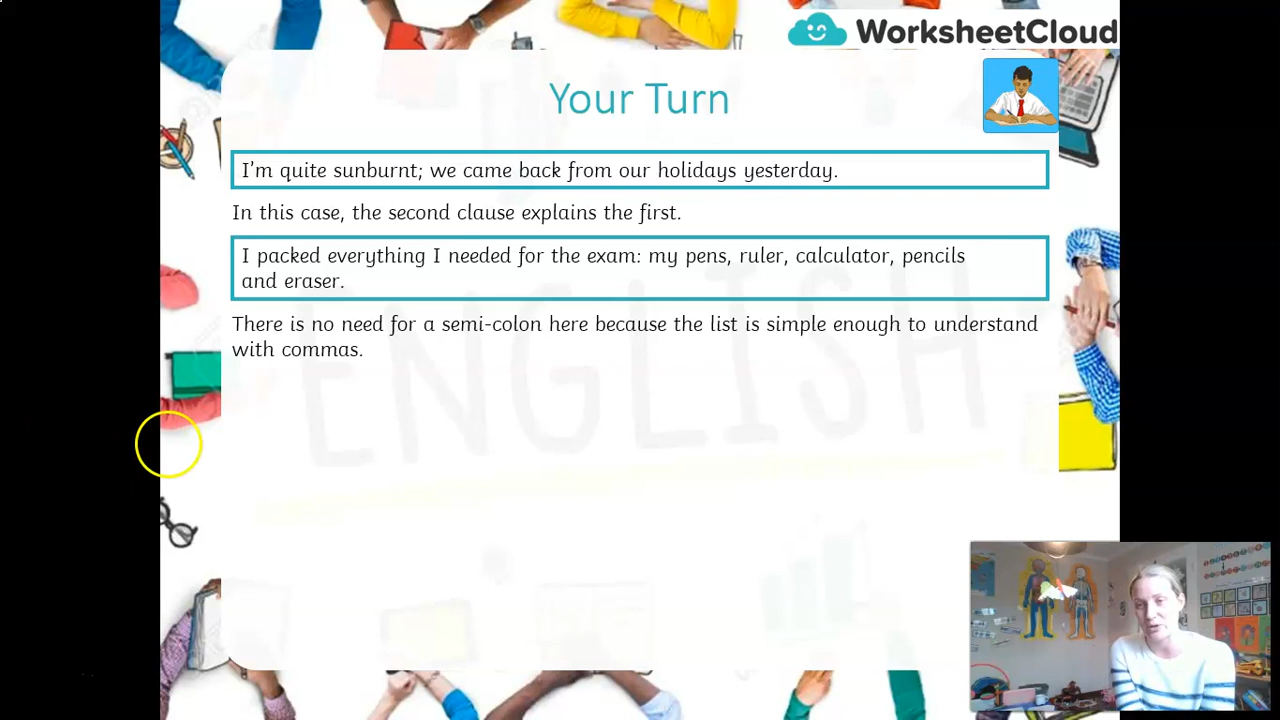 WorksheetCloud
Your Turn
I'm quite sunburnt; we came back from our holidays yesterday.
In this case, the second clause explains the first.
I packed everything I needed for the exam: my pens, ruler, calculator, pencils
and eraser.
There is no need for a semi-colon here because the list is simple enough to understand
with commas.
ENGLISH